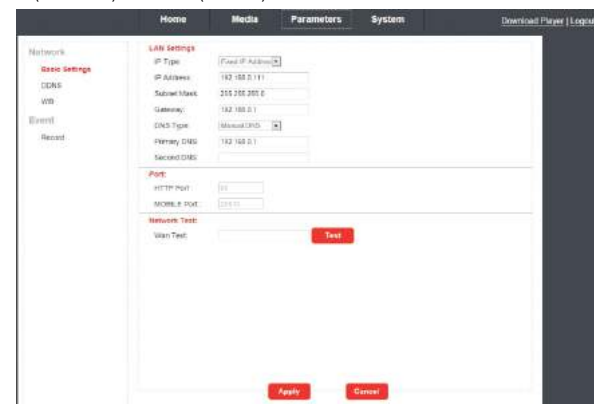 Home Media Parameters System Download Player | Logout
Network
Basic Settings
DDNS
Wifi
Event
Record
LAN Settings
IP Type: Fixed IP Address
IP Address: 192.168.0.111
Subnet Mask: 255.255.255.0
Gateway: 192.168.0.1
DNS Type: Manual DNS
Primary DNS: 192.168.0.1
Second DNS:
Port:
HTTP Port:
MOBILE Port:
Network Test:
Wan Test: Test
Apply Cancel